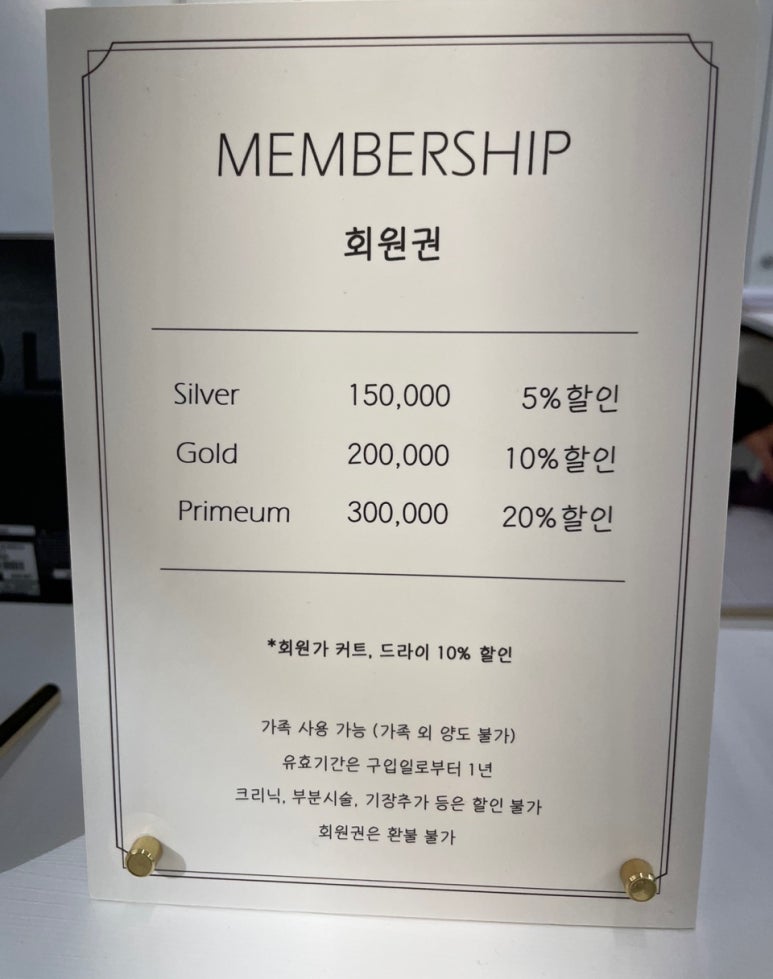 MEMBERSHIP
회원권
Silver 150,000 5%할인
Gold 200,000 10%할인
Primeum 300,000 20%할인
*회원가 커트, 드라이 10% 할인
가족 사용 가능 (가족 외 양도 불가)
유효기간은 구입일로부터 1년
크리닉, 부분시술, 기장추가 등은 할인 불가
회원권은 환불 불가